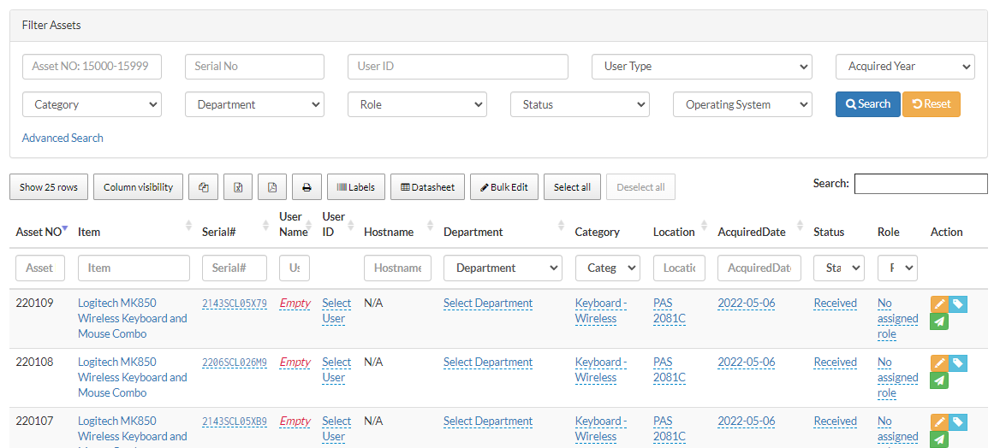 Filter Assets
Asset NO: 15000-15999 Serial No User ID User Type Acquired Year
Category Department Role Status Operating System Search Reset
Advanced Search
Show 25 rows Column visibility Labels Datasheet Bulk Edit Select all Deselect all Search:
User User
Asset NO Item Serial# Name ID Hostname Department Category Location AcquiredDate Status Role Action
Asset Item Serial# Us Hostname Department Categ Locatio AcquiredDate Sta
220109 Logitech MK850 2143SCL05X79 Empty Select N/A Select Department Keyboard - PAS 2022-05-06 Received No
Wireless Keyboard and User Wireless 2081C assigned
Mouse Combo role
220108 Logitech MK850 2206SCL026M9 Empty Select N/A Select Department Keyboard - PAS 2022-05-06 Received No
Wireless Keyboard and User Wireless 2081C assigned
Mouse Combo role
220107 Logitech MK850 2143SCL05XB9 Empty Select N/A Select Department Keyboard - PAS 2022-05-06 Received No
Wireless Keyboard and User Wireless 2081C assigned